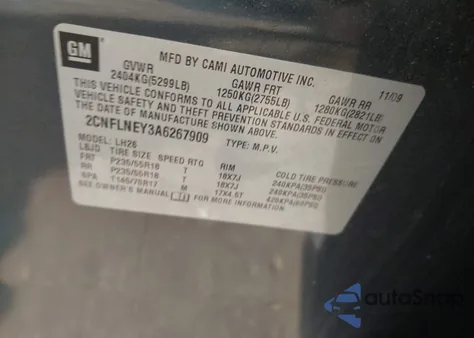 GM
MFD BY CAMI AUTOMOTIVE INC. 11/09
GVWR GAWR FRT GAWR RR
2404KG(5299LB) 1250KG(2755LB) 1280KG(2821LB)
THIS VEHICLE CONFORMS TO ALL APPLICABLE U.S. FEDERAL MOTOR
VEHICLE SAFETY AND THEFT PREVENTION STANDARDS IN EFFECT ON
THE DATE OF MANUFACTURE SHOWN ABOVE.
2CNFLNEY3A6267909 TYPE: M.P.V.
MODEL: LH26
LBJD TIRE SIZE SPEED RTG RIM COLD TIRE PRESSURE
FRT P235/55R18 T 18X7J 240KPA(35PSI)
RR P235/55R18 T 18X7J 240KPA(35PSI)
SPA T145/75R17 M 17X4.5T 420KPA(60PSI)
SEE OWNER'S MANUAL FOR MORE INFORMATION
autoSnap